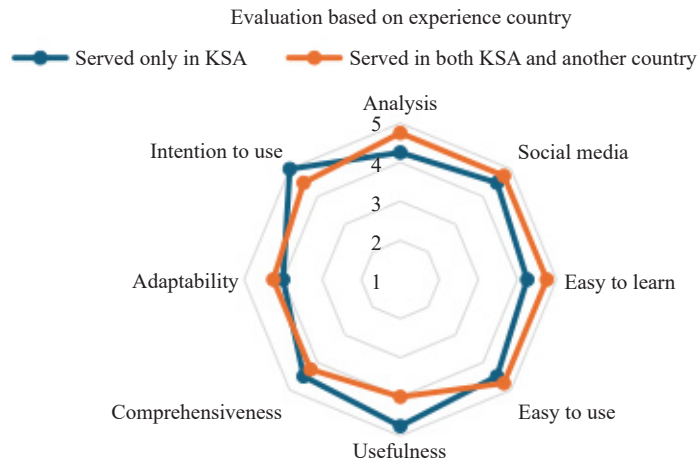 Evaluation based on experience country
Served only in KSA Served in both KSA and another country
Analysis
5
Intention to use Social media
4
3
2
Adaptability 1 Easy to learn
Comprehensiveness Easy to use
Usefulness